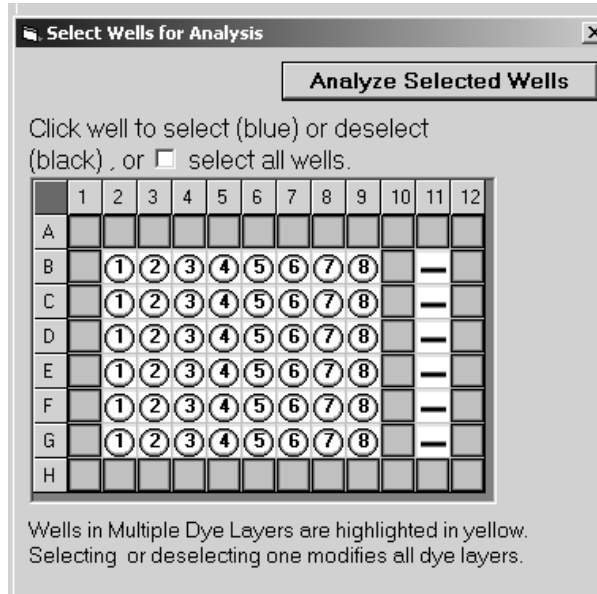 Select Wells for Analysis
Analyze Selected Wells
Click well to select (blue) or deselect
(black) , or select all wells.
1 2 3 4 5 6 7 8 9 10 11 12
A
B 1 2 3 4 5 6 7 8 —
C 1 2 3 4 5 6 7 8 —
D 1 2 3 4 5 6 7 8 —
E 1 2 3 4 5 6 7 8 —
F 1 2 3 4 5 6 7 8 —
G 1 2 3 4 5 6 7 8 —
H
Wells in Multiple Dye Layers are highlighted in yellow.
Selecting or deselecting one modifies all dye layers.